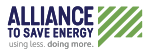 ALLIANCE
TO SAVE ENERGY
using less. doing more.